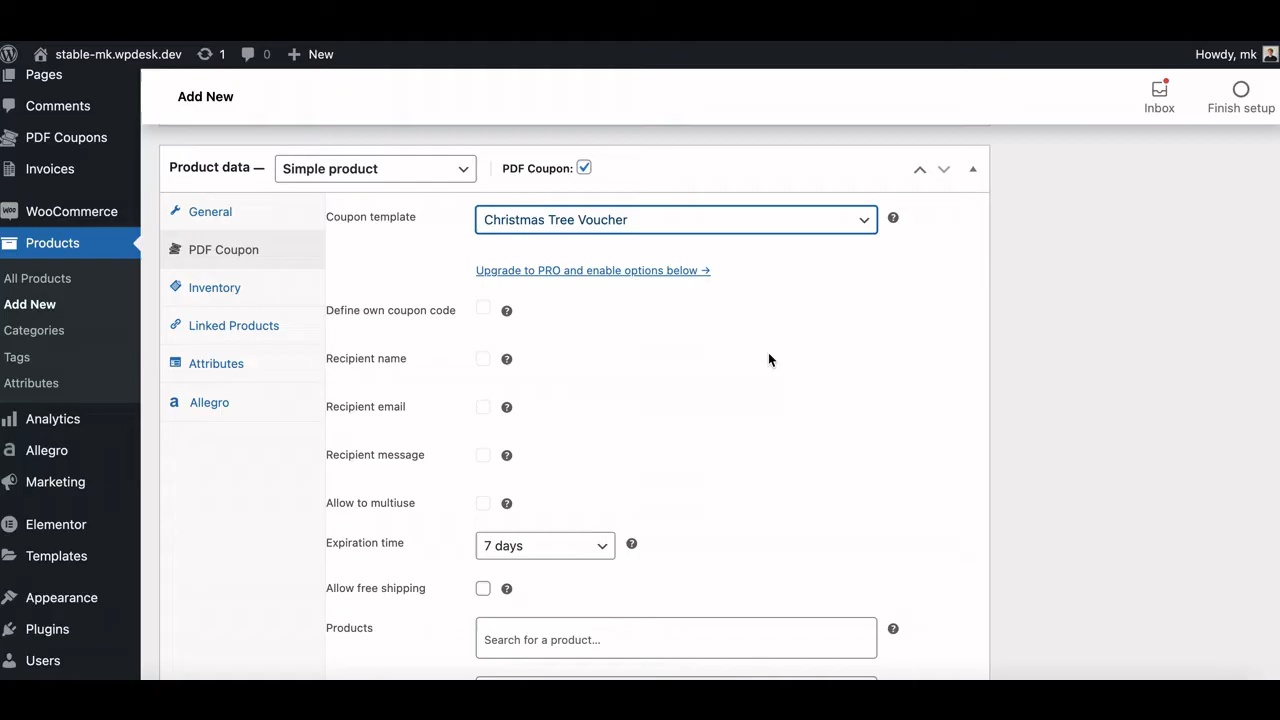 stable-mk.wpdesk.dev 1 0 New Howdy, mk
Pages
Comments
PDF Coupons
Invoices
WooCommerce
Products
All Products
Add New
Categories
Tags
Attributes
Analytics
Allegro
Marketing
Elementor
Templates
Appearance
Plugins
Users
Add New
Inbox
Finish setup
Product data — Simple product PDF Coupon:
General
PDF Coupon
Inventory
Linked Products
Attributes
Allegro
Coupon template Christmas Tree Voucher
Upgrade to PRO and enable options below →
Define own coupon code
Recipient name
Recipient email
Recipient message
Allow to multiuse
Expiration time 7 days
Allow free shipping
Products Search for a product…